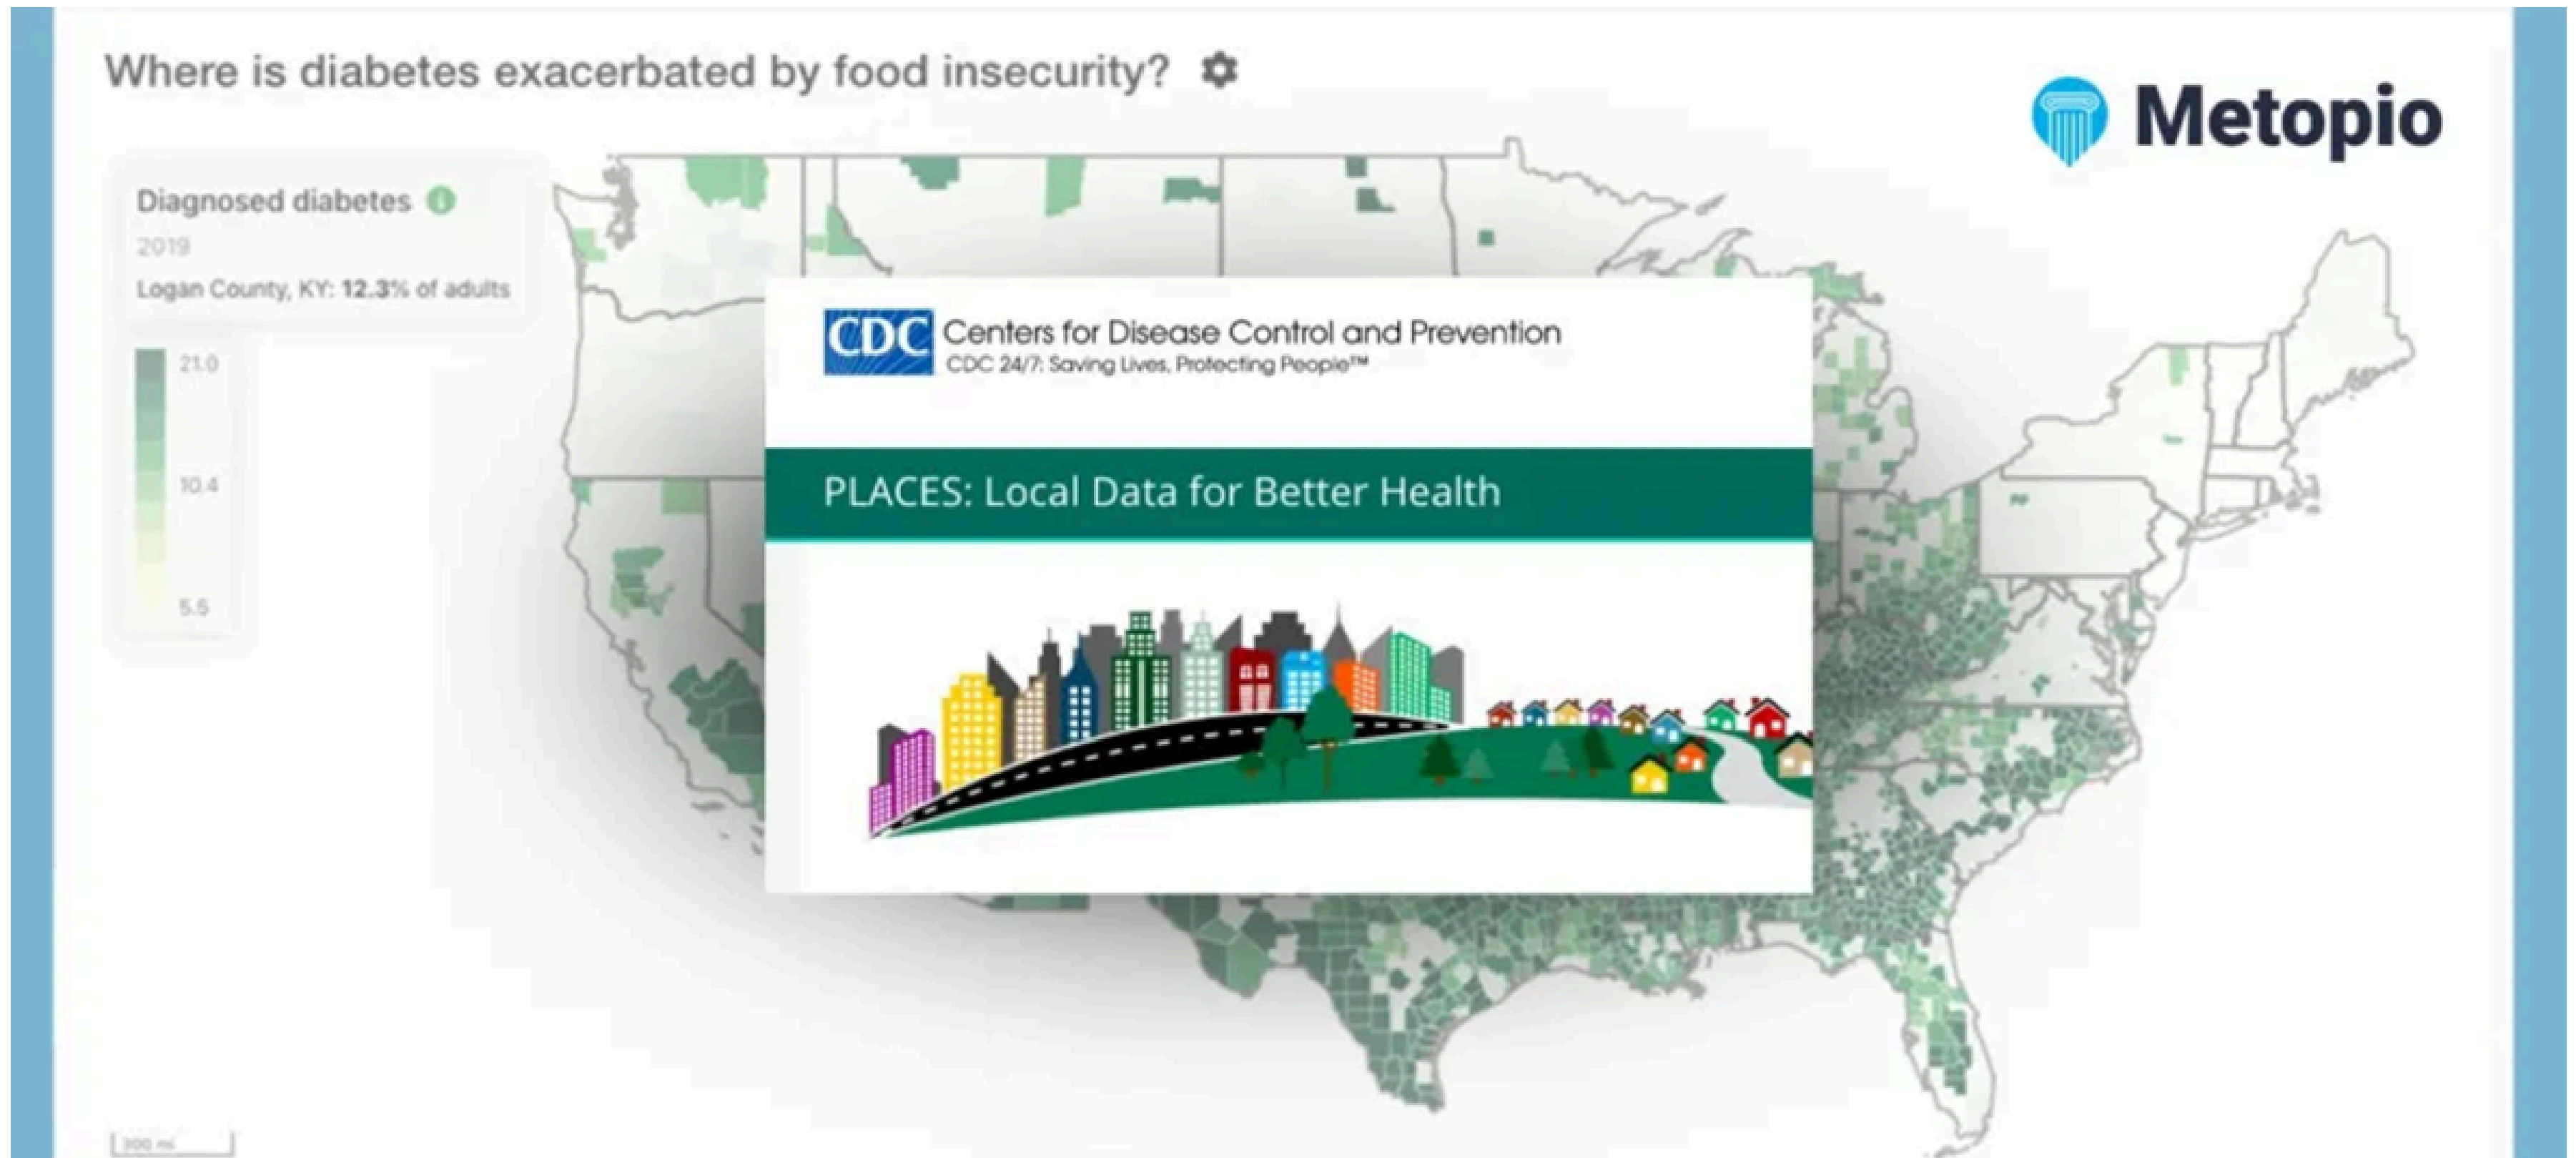 Where is diabetes exacerbated by food insecurity?
Metopio
Diagnosed diabetes
2019
Logan County, KY: 12.3% of adults
21.0
10.4
5.5
CDC Centers for Disease Control and Prevention
CDC 24/7: Saving Lives, Protecting People™
PLACES: Local Data for Better Health
300 mi